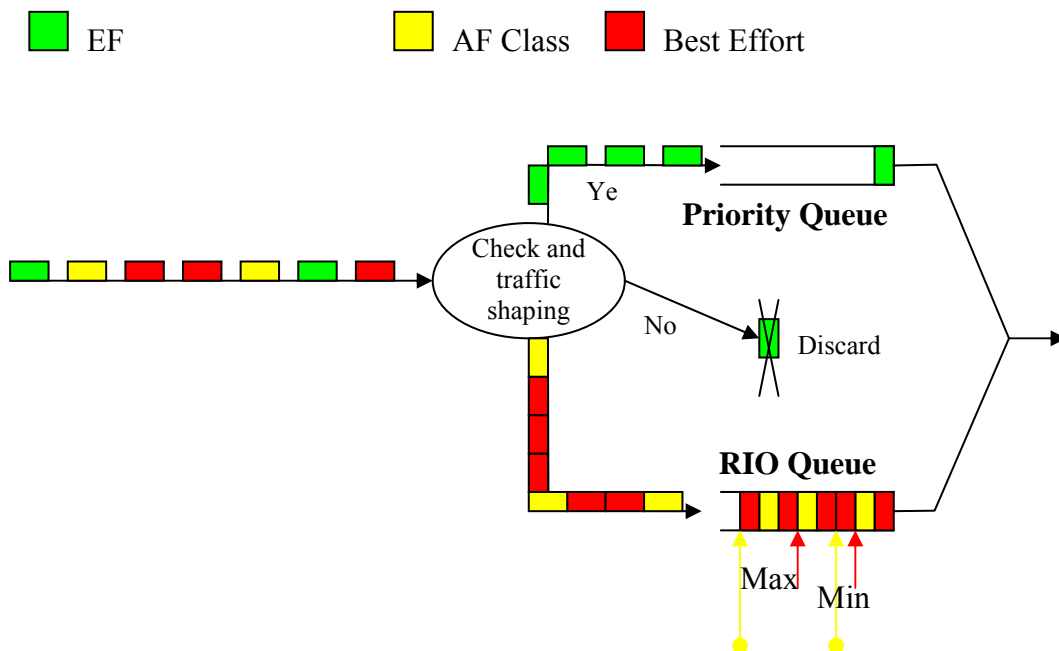 EF
AF Class
Best Effort
Ye
Priority Queue
Check and
traffic
shaping
No
Discard
RIO Queue
Max
Min